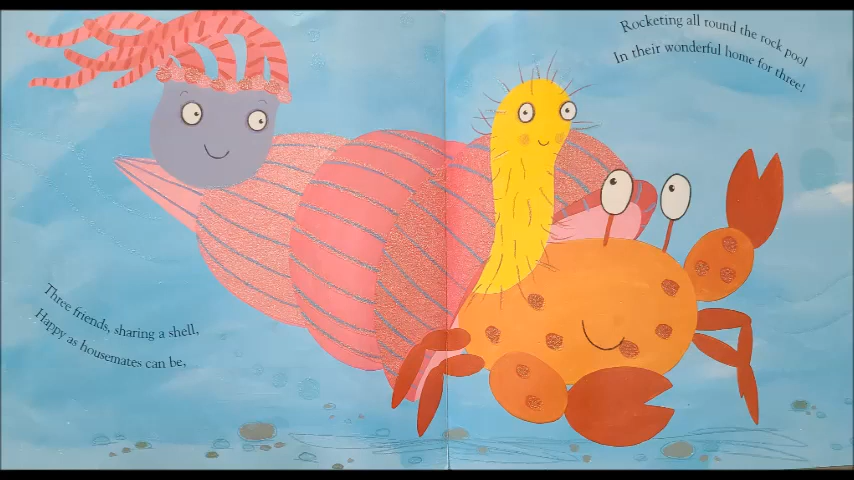 Three friends, sharing a shell,
Happy as housemates can be,
Rocketing all round the rock pool
In their wonderful home for three!